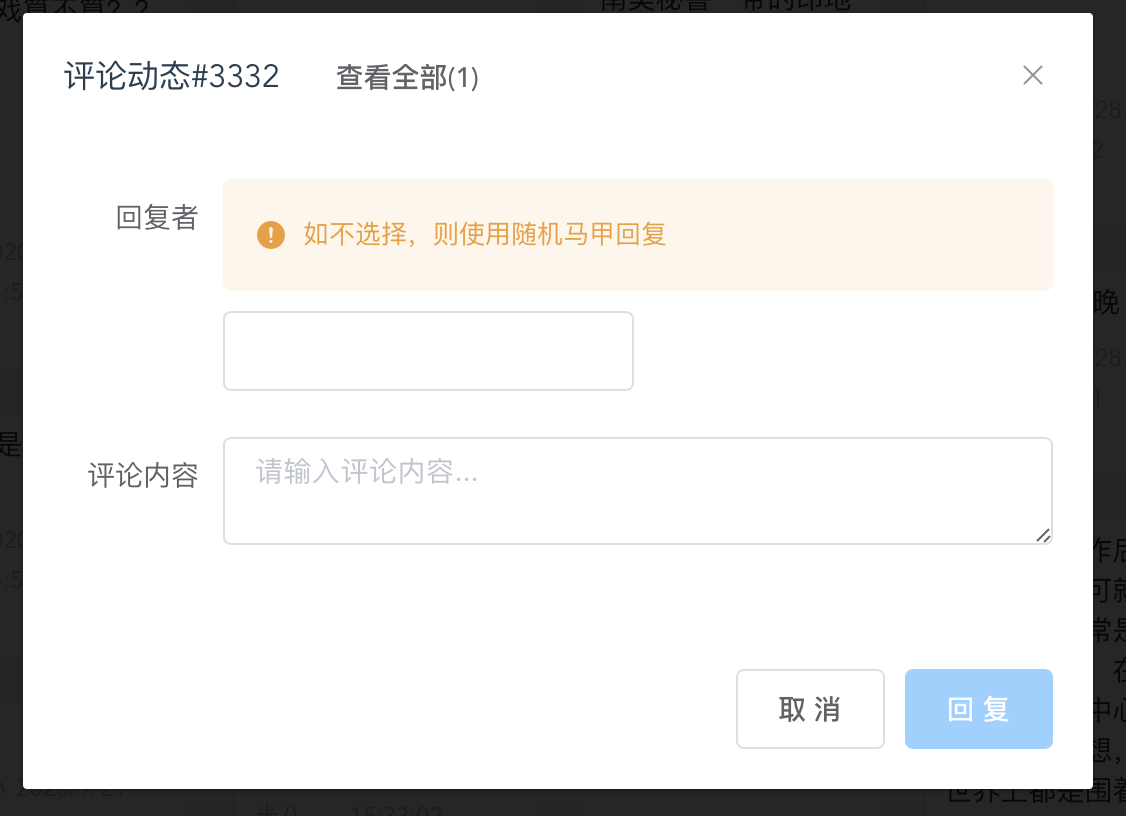 评论动态#3332 查看全部(1)
回复者
如不选择，则使用随机马甲回复
评论内容
请输入评论内容...
取 消
回 复